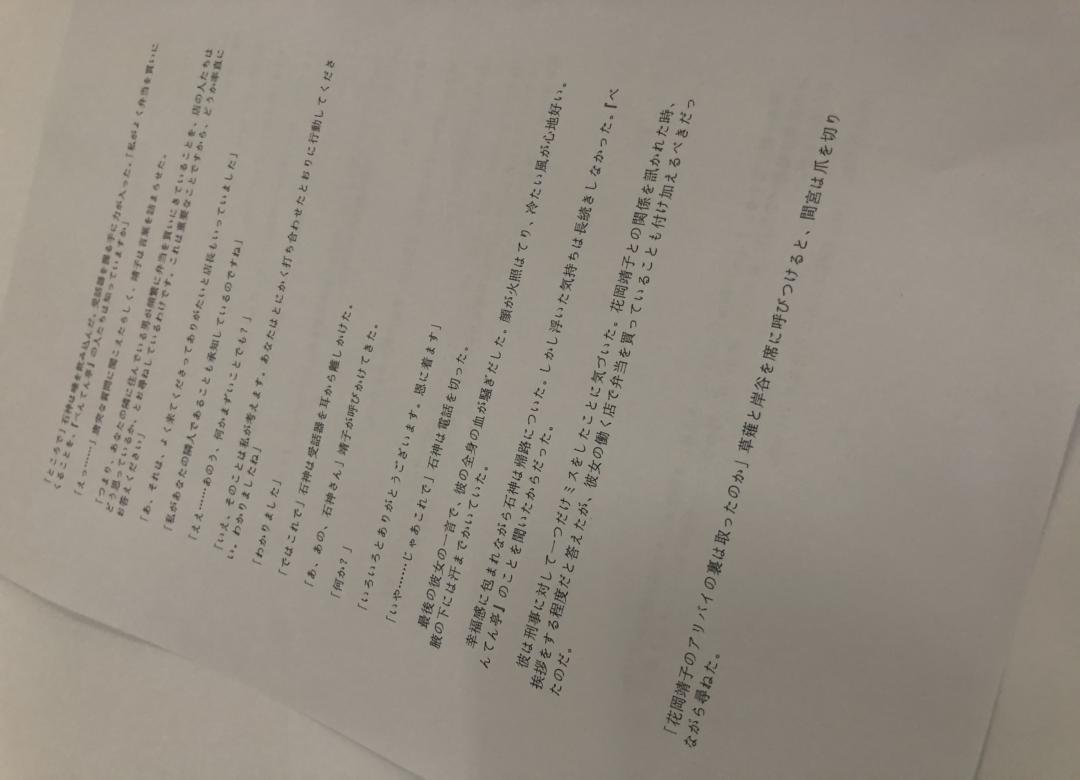 「ところで」石神は唾を飲み込んだ。受話器を握る手に力が入った。「私がよく弁当を買いに
くることを、『べんてん亭』の人たちは知っていますか」
「えっ……」唐突な質問に聞こえたらしく、靖子は言葉を詰まらせた。
「つまり、あなたの隣に住んでいる男が頻繁に弁当を買いにきていることを、店の人たちは
どう思っているか、とお尋ねしているわけです。これは重要なことですから、どうか率直に
お答えください」
「あ、それは、よく来てくださってありがたいと店長もいっていました」
「私があなたの隣人であることも承知しているのですね」
「ええ……あのう、何かまずいことでも？」
「いえ、そのことは私が考えます。あなたはとにかく打ち合わせたとおりに行動してくださ
い。わかりましたね」
「わかりました」
「ではこれで」石神は受話器を耳から離しかけた。
「あ、あの、石神さん」靖子が呼びかけてきた。
「何か？」
「いろいろとありがとうございます。恩に着ます」
「いや……じゃあこれで」石神は電話を切った。
最後の彼女の一言で、彼の全身の血が騒ぎだした。顔が火照はてり、冷たい風が心地好い。
腋の下には汗までかいていた。
幸福感に包まれながら石神は帰路についた。しかし浮いた気持ちは長続きしなかった。『べ
んてん亭』のことを聞いたからだった。
彼は刑事に対して一つだけミスをしたことに気づいた。花岡靖子との関係を訊かれた時、
挨拶をする程度だと答えたが、彼女の働く店で弁当を買っていることも付け加えるべきだっ
たのだ。
「花岡靖子のアリバイの裏は取ったのか」草薙と岸谷を席に呼びつけると、間宮は爪を切り
ながら尋ねた。